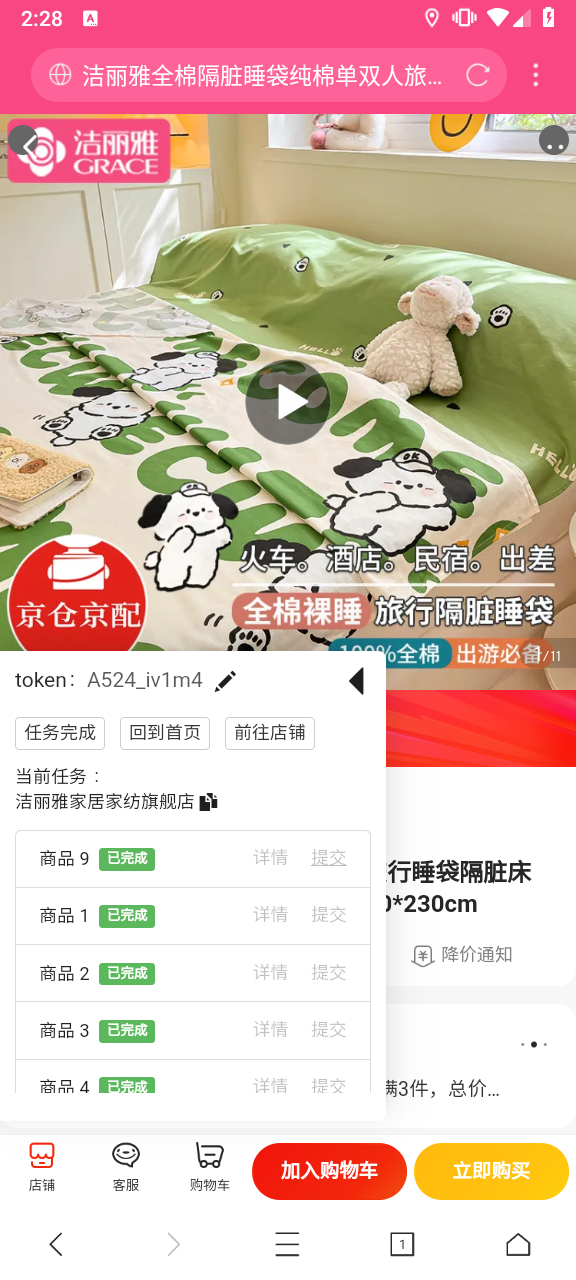 2:28
洁丽雅全棉隔脏睡袋纯棉单双人旅...
洁丽雅
GRACE
HELLO
OK
火车。酒店。民宿。出差
京仓京配
全棉裸睡 旅行隔脏睡袋
100%全棉 出游必备
/11
token： A524_iv1m4
任务完成 回到首页 前往店铺
当前任务：
洁丽雅家居家纺旗舰店
商品 9 已完成 详情 提交
商品 1 已完成 详情 提交
商品 2 已完成 详情 提交
商品 3 已完成 详情 提交
商品 4 已完成 详情 提交
行睡袋隔脏床
0*230cm
降价通知
满3件，总价...
店铺 客服 购物车 加入购物车 立即购买
1